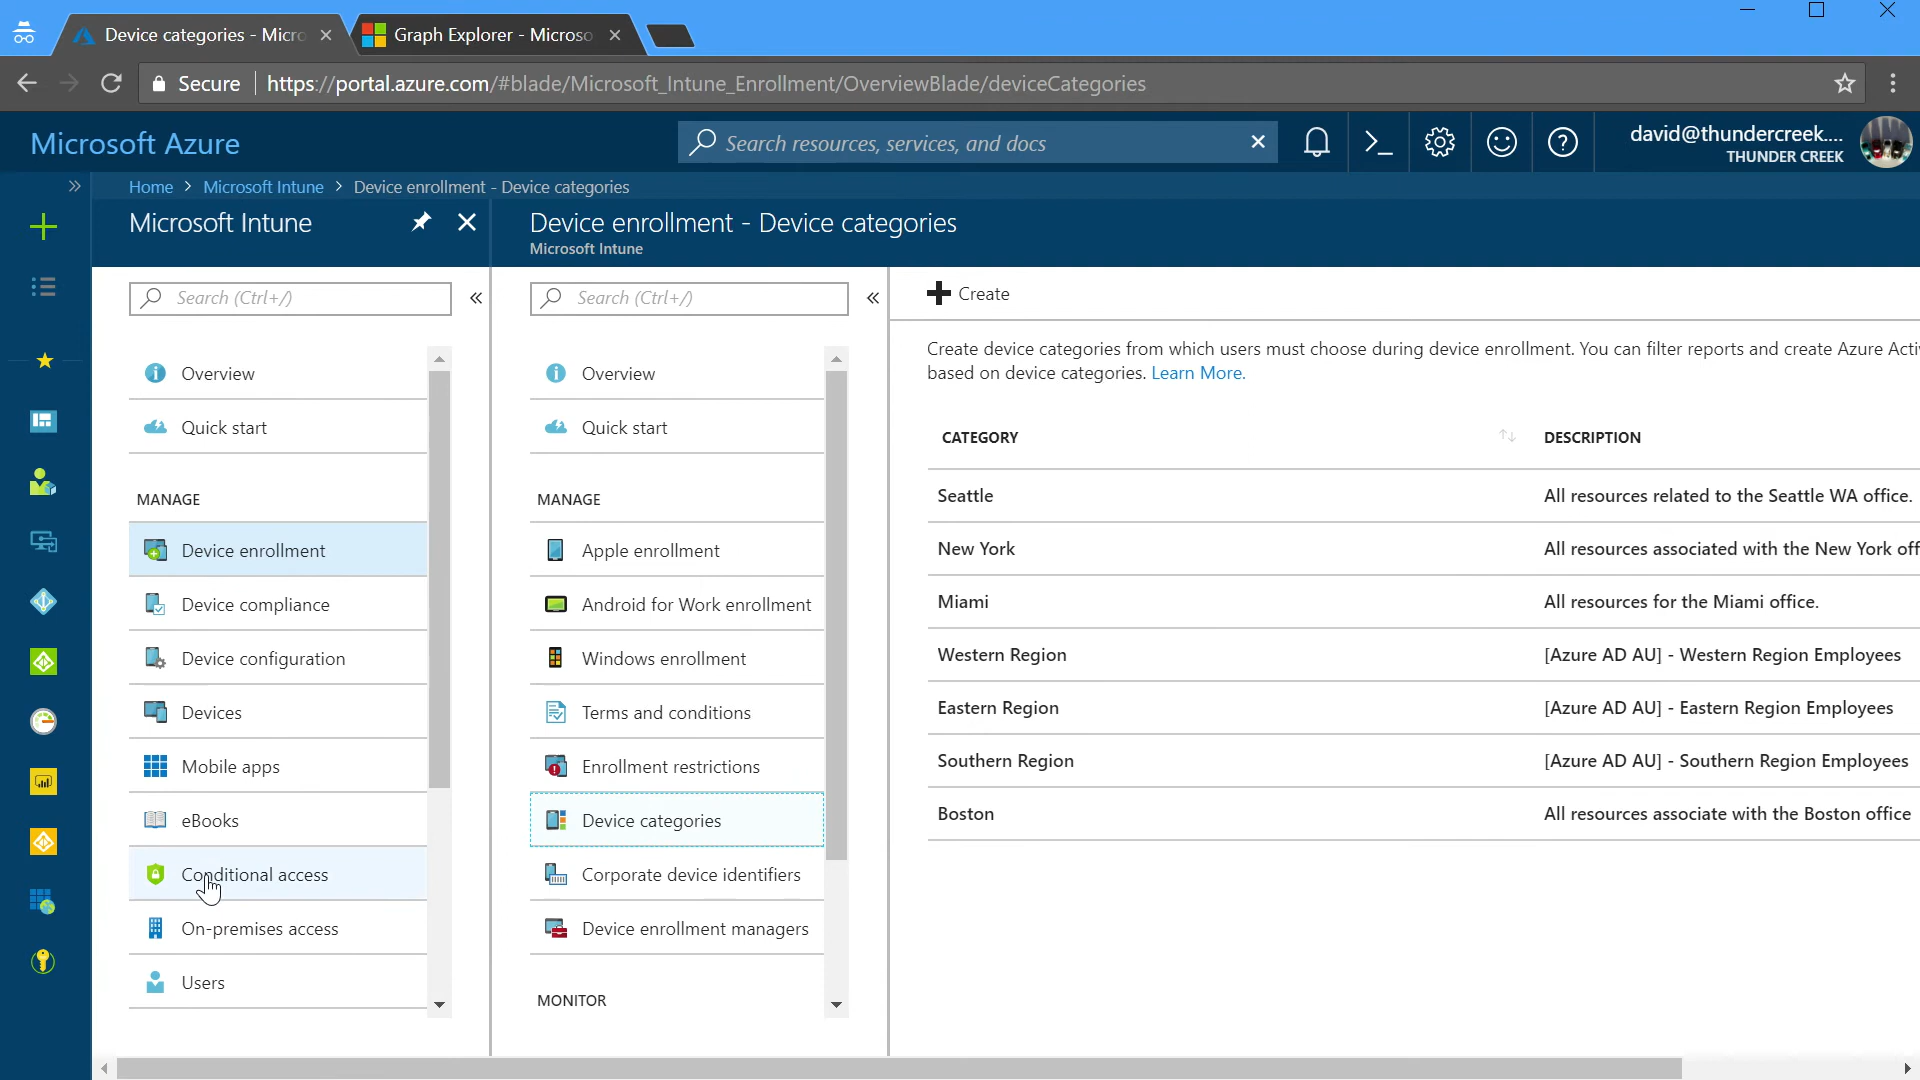 Device categories - Micro
Graph Explorer - Microso
Secure
https://portal.azure.com/#blade/Microsoft_Intune_Enrollment/OverviewBlade/deviceCategories
Microsoft Azure
Search resources, services, and docs
david@thundercreek....
THUNDER CREEK
Home > Microsoft Intune > Device enrollment - Device categories
Microsoft Intune
Search (Ctrl+/)
Overview
Quick start
MANAGE
Device enrollment
Device compliance
Device configuration
Devices
Mobile apps
eBooks
Conditional access
On-premises access
Users
Device enrollment - Device categories
Microsoft Intune
Search (Ctrl+/)
Overview
Quick start
MANAGE
Apple enrollment
Android for Work enrollment
Windows enrollment
Terms and conditions
Enrollment restrictions
Device categories
Corporate device identifiers
Device enrollment managers
MONITOR
Create
Create device categories from which users must choose during device enrollment. You can filter reports and create Azure Acti
based on device categories. Learn More.
CATEGORY DESCRIPTION
Seattle All resources related to the Seattle WA office.
New York All resources associated with the New York off
Miami All resources for the Miami office.
Western Region [Azure AD AU] - Western Region Employees
Eastern Region [Azure AD AU] - Eastern Region Employees
Southern Region [Azure AD AU] - Southern Region Employees
Boston All resources associate with the Boston office